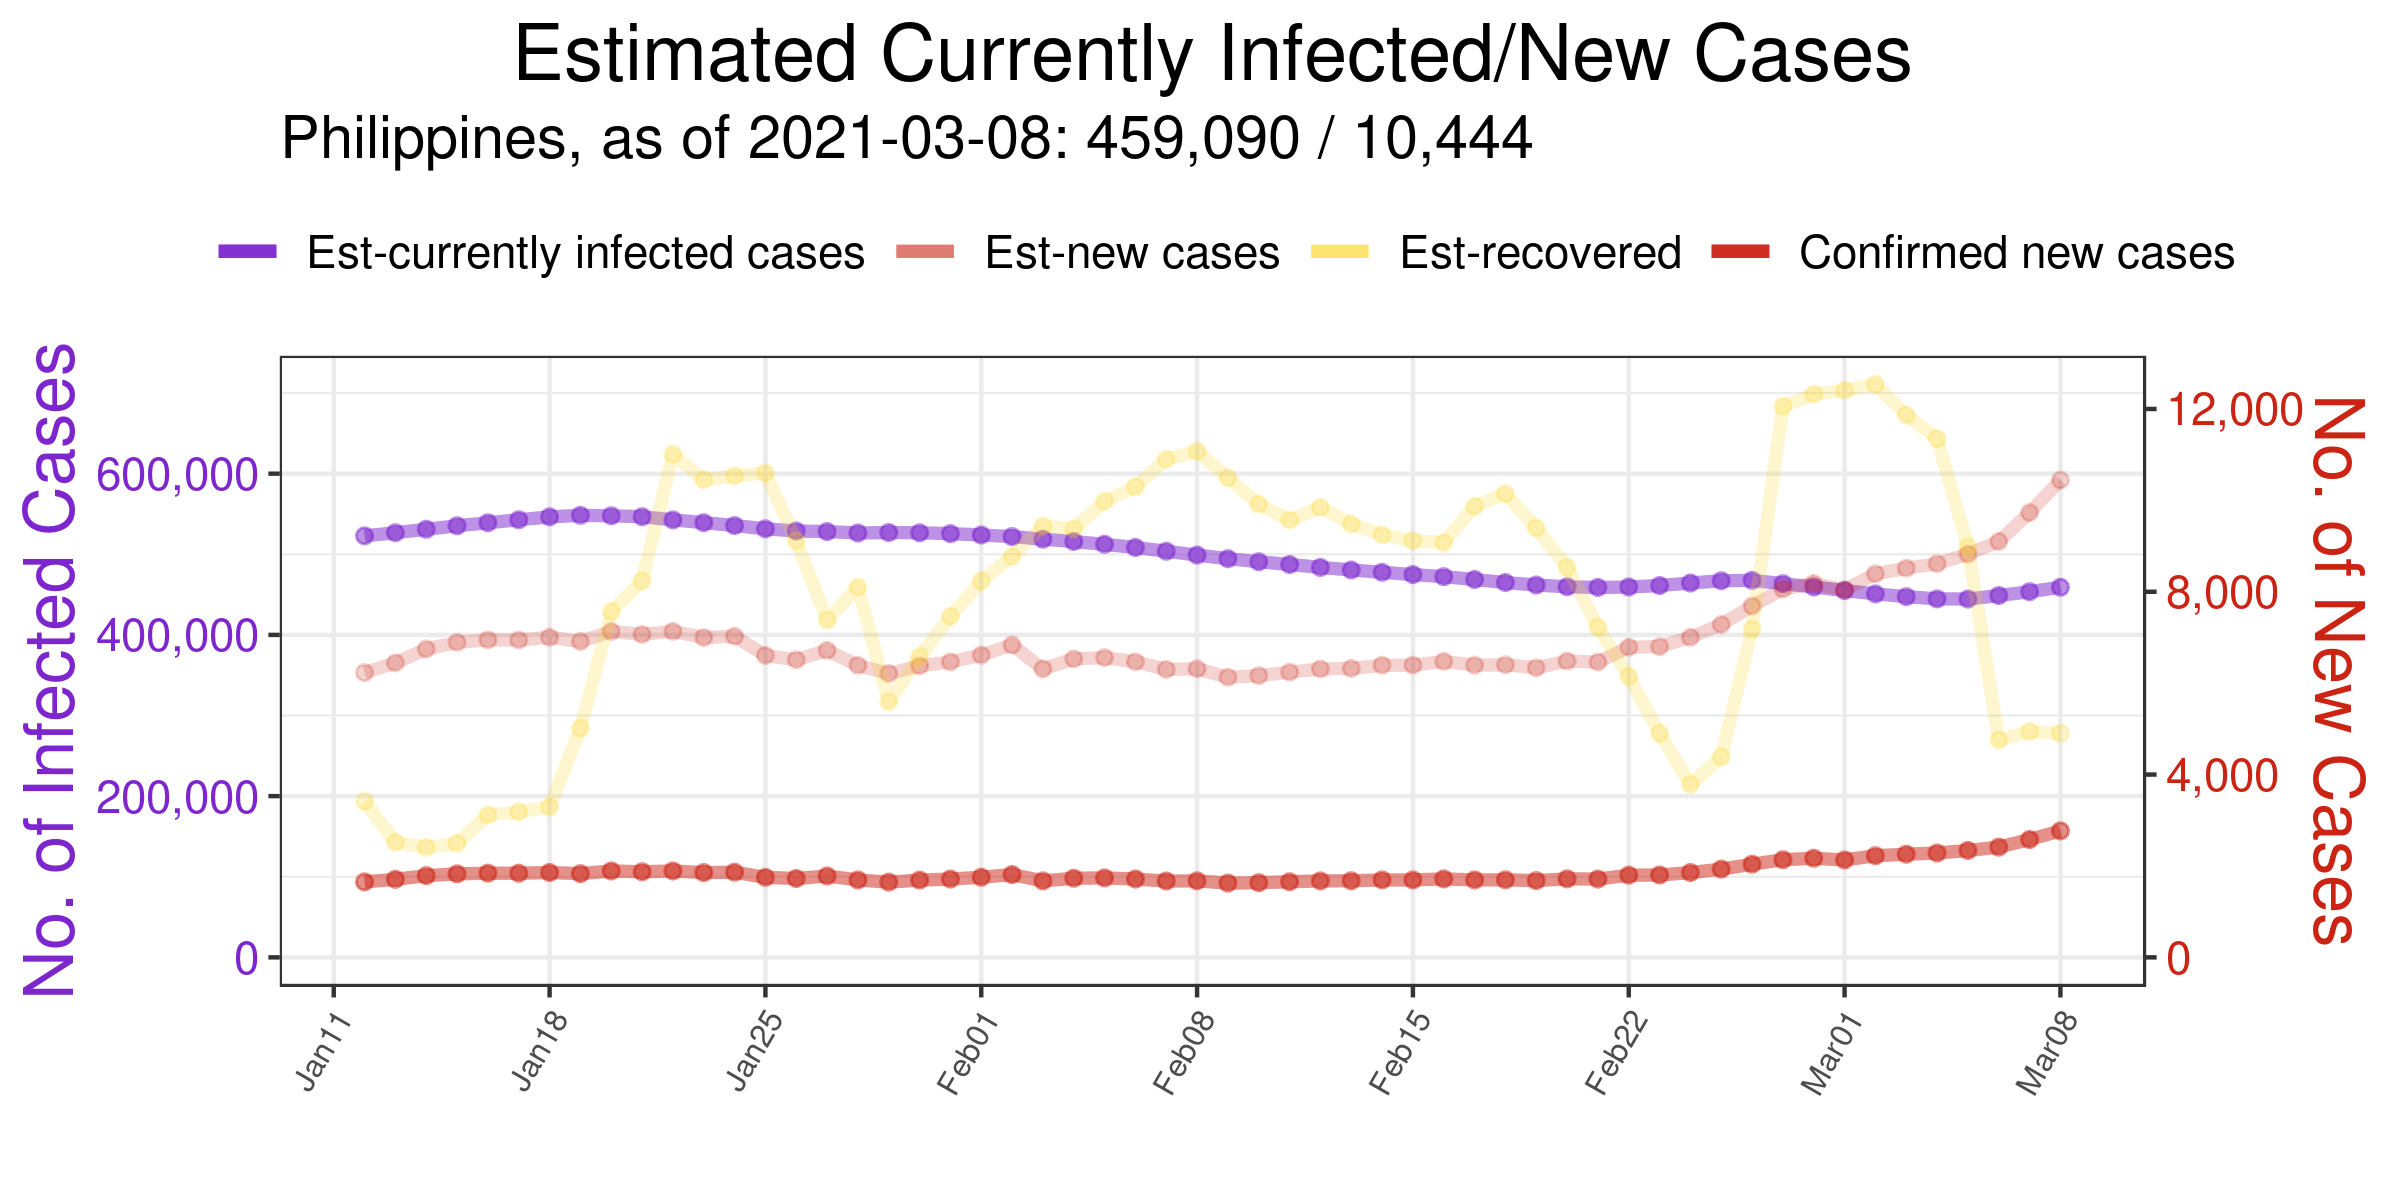 Estimated Currently Infected/New Cases
Philippines, as of 2021-03-08: 459,090 / 10,444
Est-currently infected cases Est-new cases Est-recovered Confirmed new cases
No. of Infected Cases
600,000
400,000
200,000
0
12,000
8,000
4,000
0
No. of New Cases
Jan11 Jan18 Jan25 Feb01 Feb08 Feb15 Feb22 Mar01 Mar08